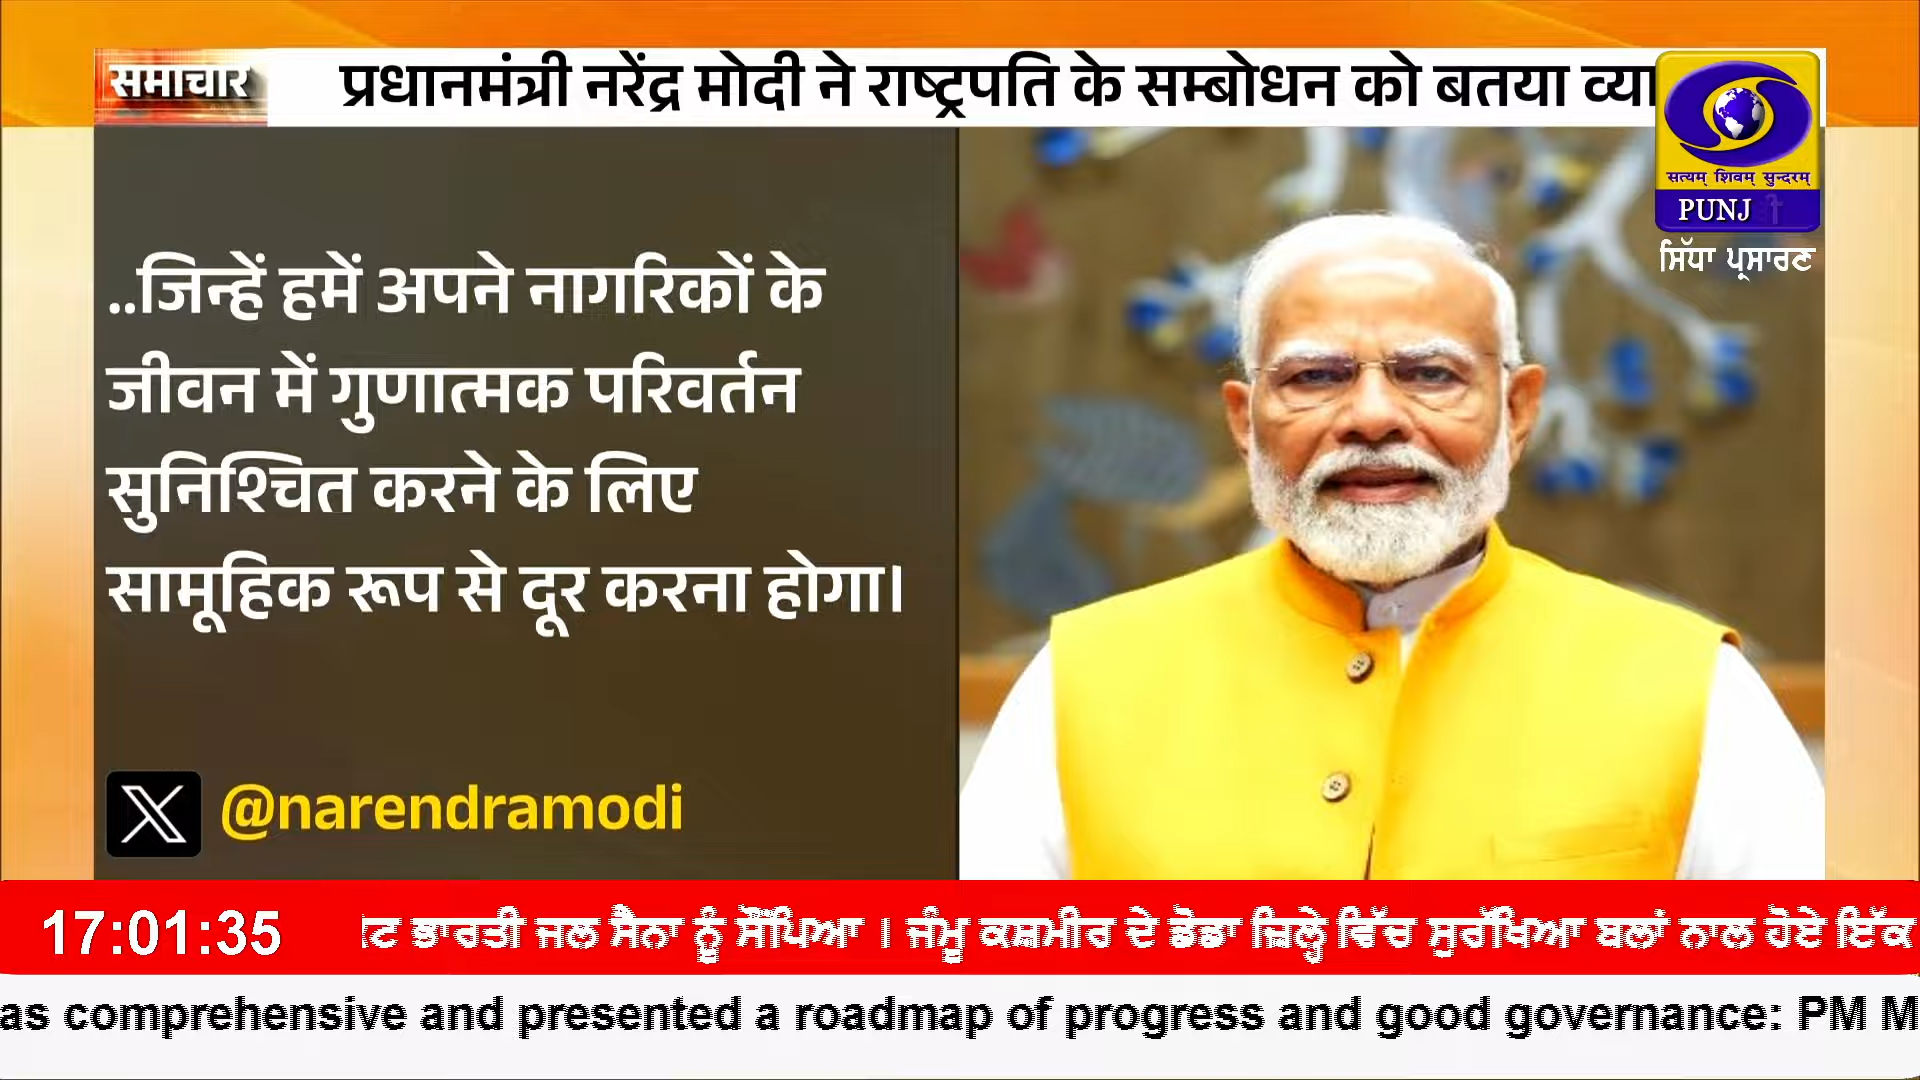 समाचार
प्रधानमंत्री नरेंद्र मोदी ने राष्ट्रपति के सम्बोधन को बतया व्या
सत्यम् शिवम् सुन्दरम्
PUNJ
ਸਿੱਧਾ ਪ੍ਰਸਾਰਣ
..जिन्हें हमें अपने नागरिकों के
जीवन में गुणात्मक परिवर्तन
सुनिश्चित करने के लिए
सामूहिक रूप से दूर करना होगा।
@narendramodi
17:01:35
ਭਾਰਤੀ ਜਲ ਸੈਨਾ ਨੂੰ ਸੌਂਪਿਆ । ਜੰਮੂ ਕਸ਼ਮੀਰ ਦੇ ਡੋਡਾ ਜ਼ਿਲ੍ਹੇ ਵਿੱਚ ਸੁਰੱਖਿਆ ਬਲਾਂ ਨਾਲ ਹੋਏ ਇੱਕ
as comprehensive and presented a roadmap of progress and good governance: PM M